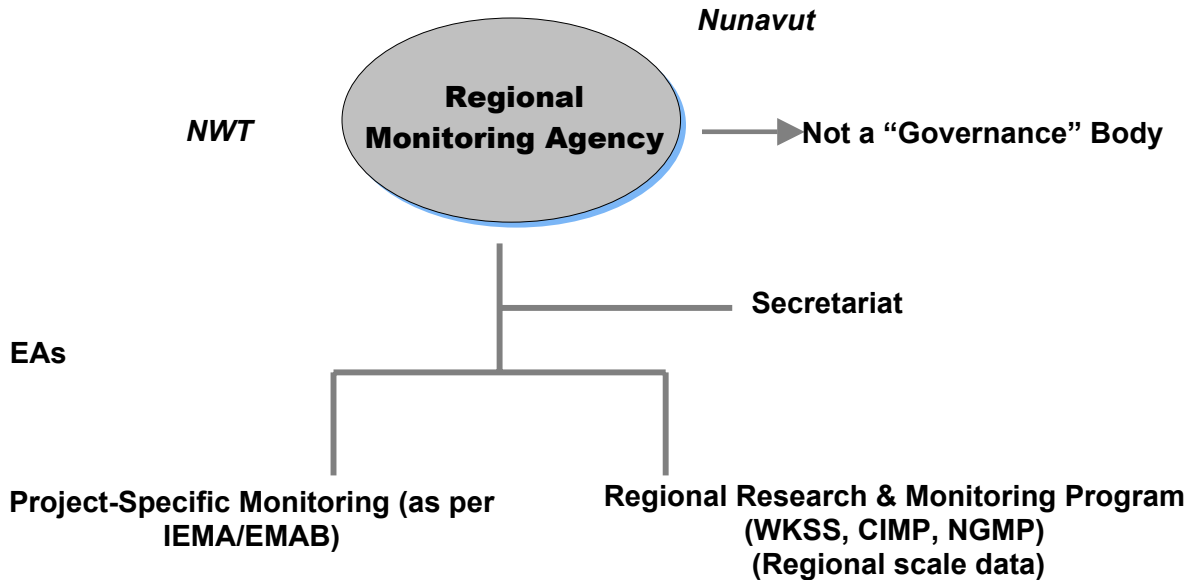 Nunavut
Regional
Monitoring Agency
NWT
Not a “Governance” Body
Secretariat
EAs
Project-Specific Monitoring (as per
IEMA/EMAB)
Regional Research & Monitoring Program
(WKSS, CIMP, NGMP)
(Regional scale data)